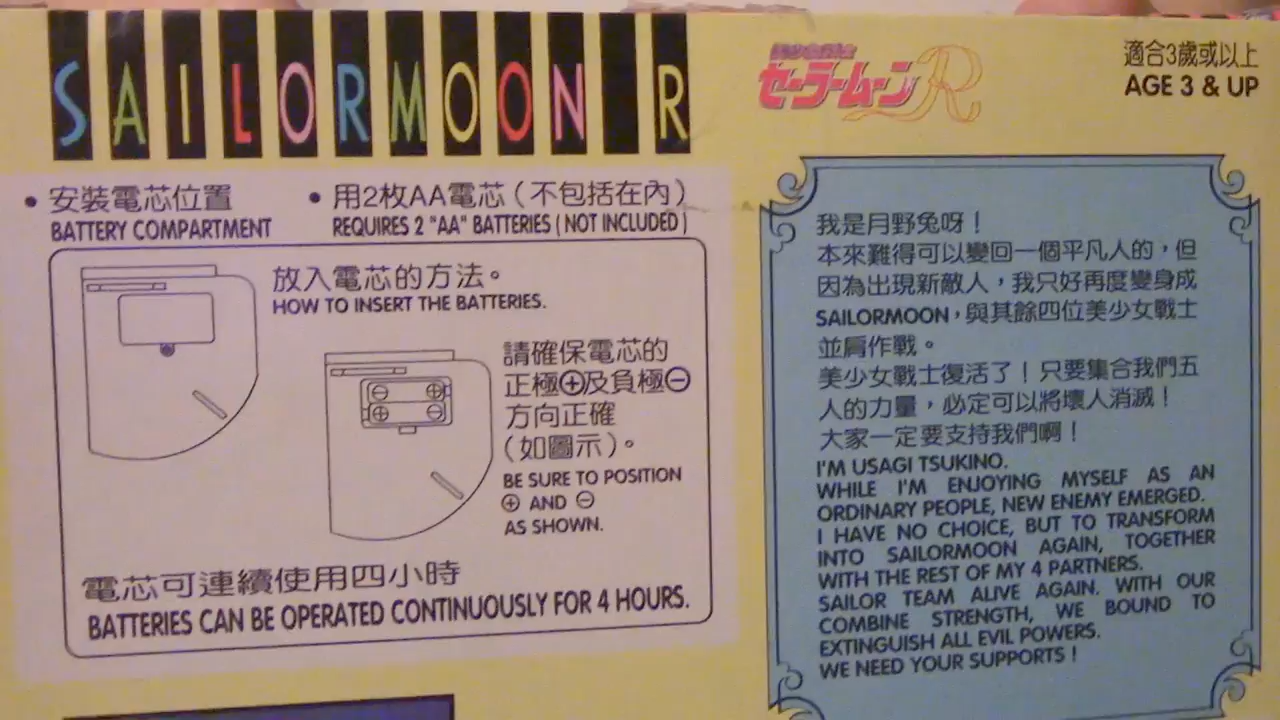 SAILORMOON R
美少女戦士
セーラームーンR
適合3歲或以上
AGE 3 & UP
• 安裝電芯位置
BATTERY COMPARTMENT
• 用2枚AA電芯(不包括在內)
REQUIRES 2 "AA" BATTERIES ( NOT INCLUDED )
放入電芯的方法。
HOW TO INSERT THE BATTERIES.
請確保電芯的
正極⊕及負極⊖
方向正確
(如圖示)。
BE SURE TO POSITION
⊕ AND ⊖
AS SHOWN.
電芯可連續使用四小時
BATTERIES CAN BE OPERATED CONTINUOUSLY FOR 4 HOURS.
我是月野兔呀!
本來難得可以變回一個平凡人的,但
因為出現新敵人,我只好再度變身成
SAILORMOON,與其餘四位美少女戰士
並肩作戰。
美少女戰士復活了!只要集合我們五
人的力量,必定可以將壞人消滅!
大家一定要支持我們啊!
I'M USAGI TSUKINO.
WHILE I'M ENJOYING MYSELF AS AN
ORDINARY PEOPLE, NEW ENEMY EMERGED.
I HAVE NO CHOICE, BUT TO TRANSFORM
INTO SAILORMOON AGAIN, TOGETHER
WITH THE REST OF MY 4 PARTNERS.
SAILOR TEAM ALIVE AGAIN. WITH OUR
COMBINE STRENGTH, WE BOUND TO
EXTINGUISH ALL EVIL POWERS.
WE NEED YOUR SUPPORTS !